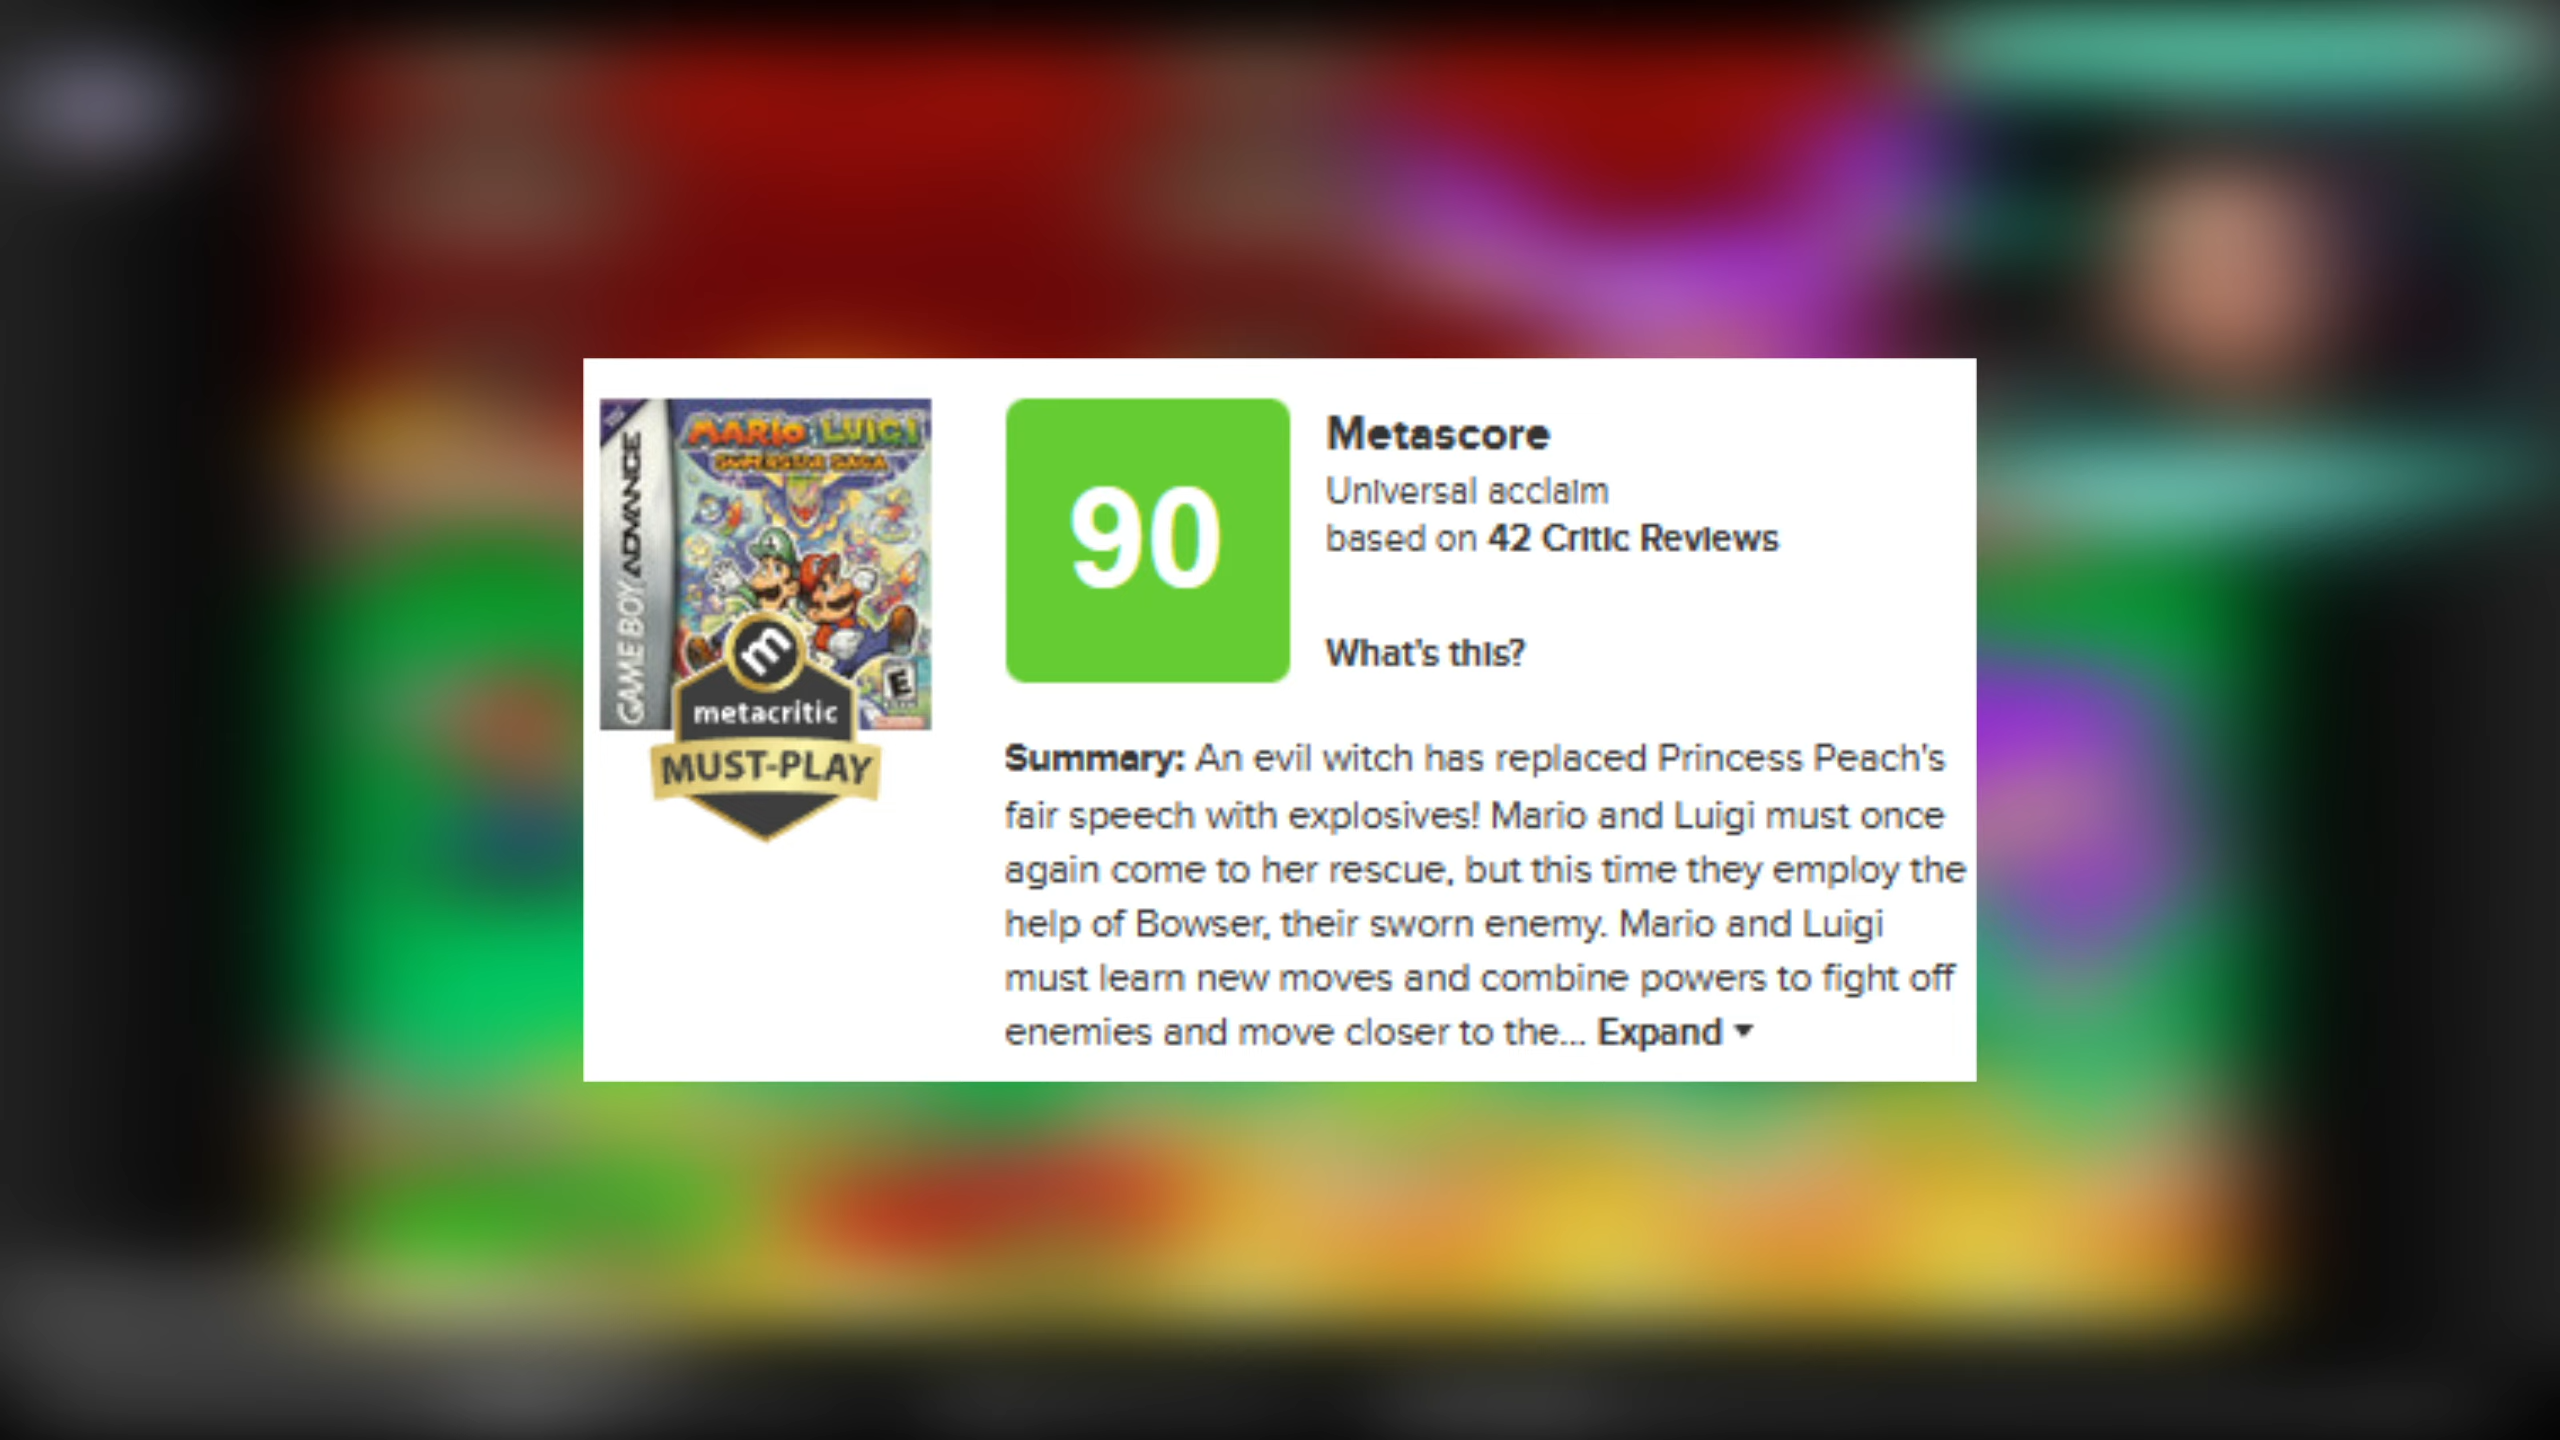 MARIO & LUIGI
SUPERSTAR SAGA
GAME BOY ADVANCE
E
m
metacritic
MUST-PLAY
90
Metascore
Universal acclaim
based on 42 Critic Reviews
What's this?
Summary: An evil witch has replaced Princess Peach's
fair speech with explosives! Mario and Luigi must once
again come to her rescue, but this time they employ the
help of Bowser, their sworn enemy. Mario and Luigi
must learn new moves and combine powers to fight off
enemies and move closer to the... Expand